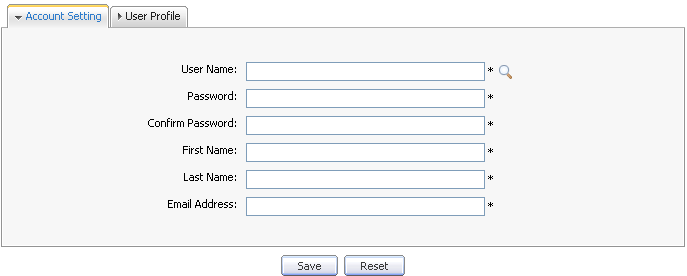 Account Setting User Profile
User Name: *
Password: *
Confirm Password: *
First Name: *
Last Name: *
Email Address: *
Save Reset